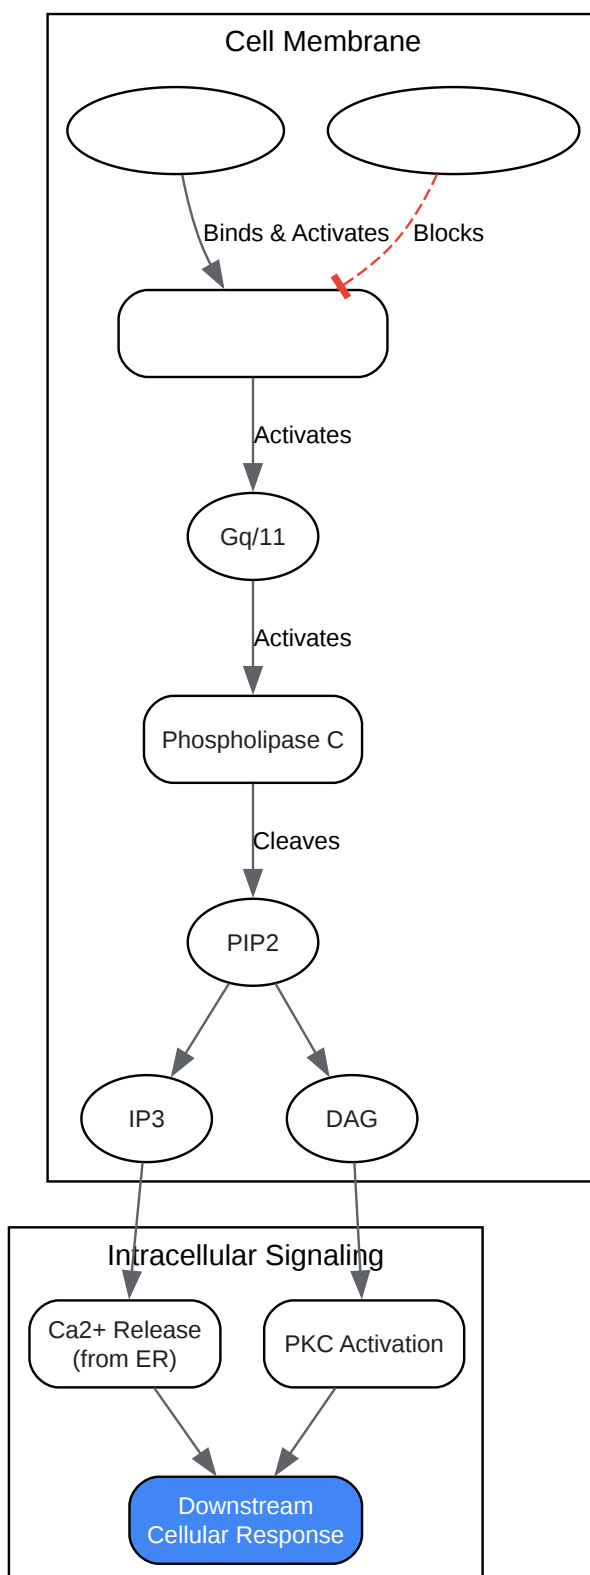 Cell Membrane
Binds & Activates
Blocks
Activates
Gq/11
Activates
Phospholipase C
Cleaves
PIP2
IP3
DAG
Intracellular Signaling
Ca2+ Release
(from ER)
PKC Activation
Downstream
Cellular Response